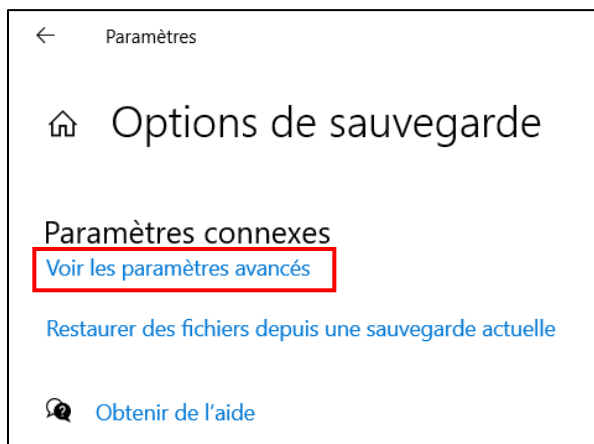 Paramètres
Options de sauvegarde
Paramètres connexes
Voir les paramètres avancés
Restaurer des fichiers depuis une sauvegarde actuelle
Obtenir de l'aide